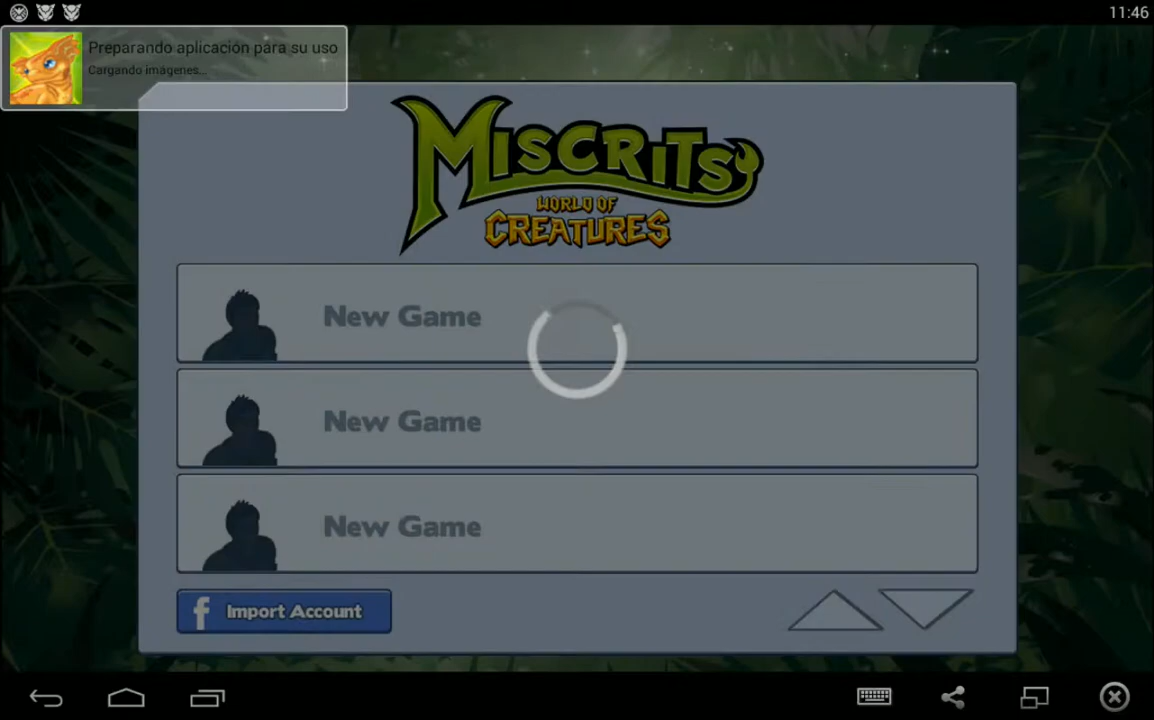 11:46
Preparando aplicación para su uso
Cargando imágenes...
MISCRITS
WORLD OF
CREATURES
New Game
New Game
New Game
f Import Account